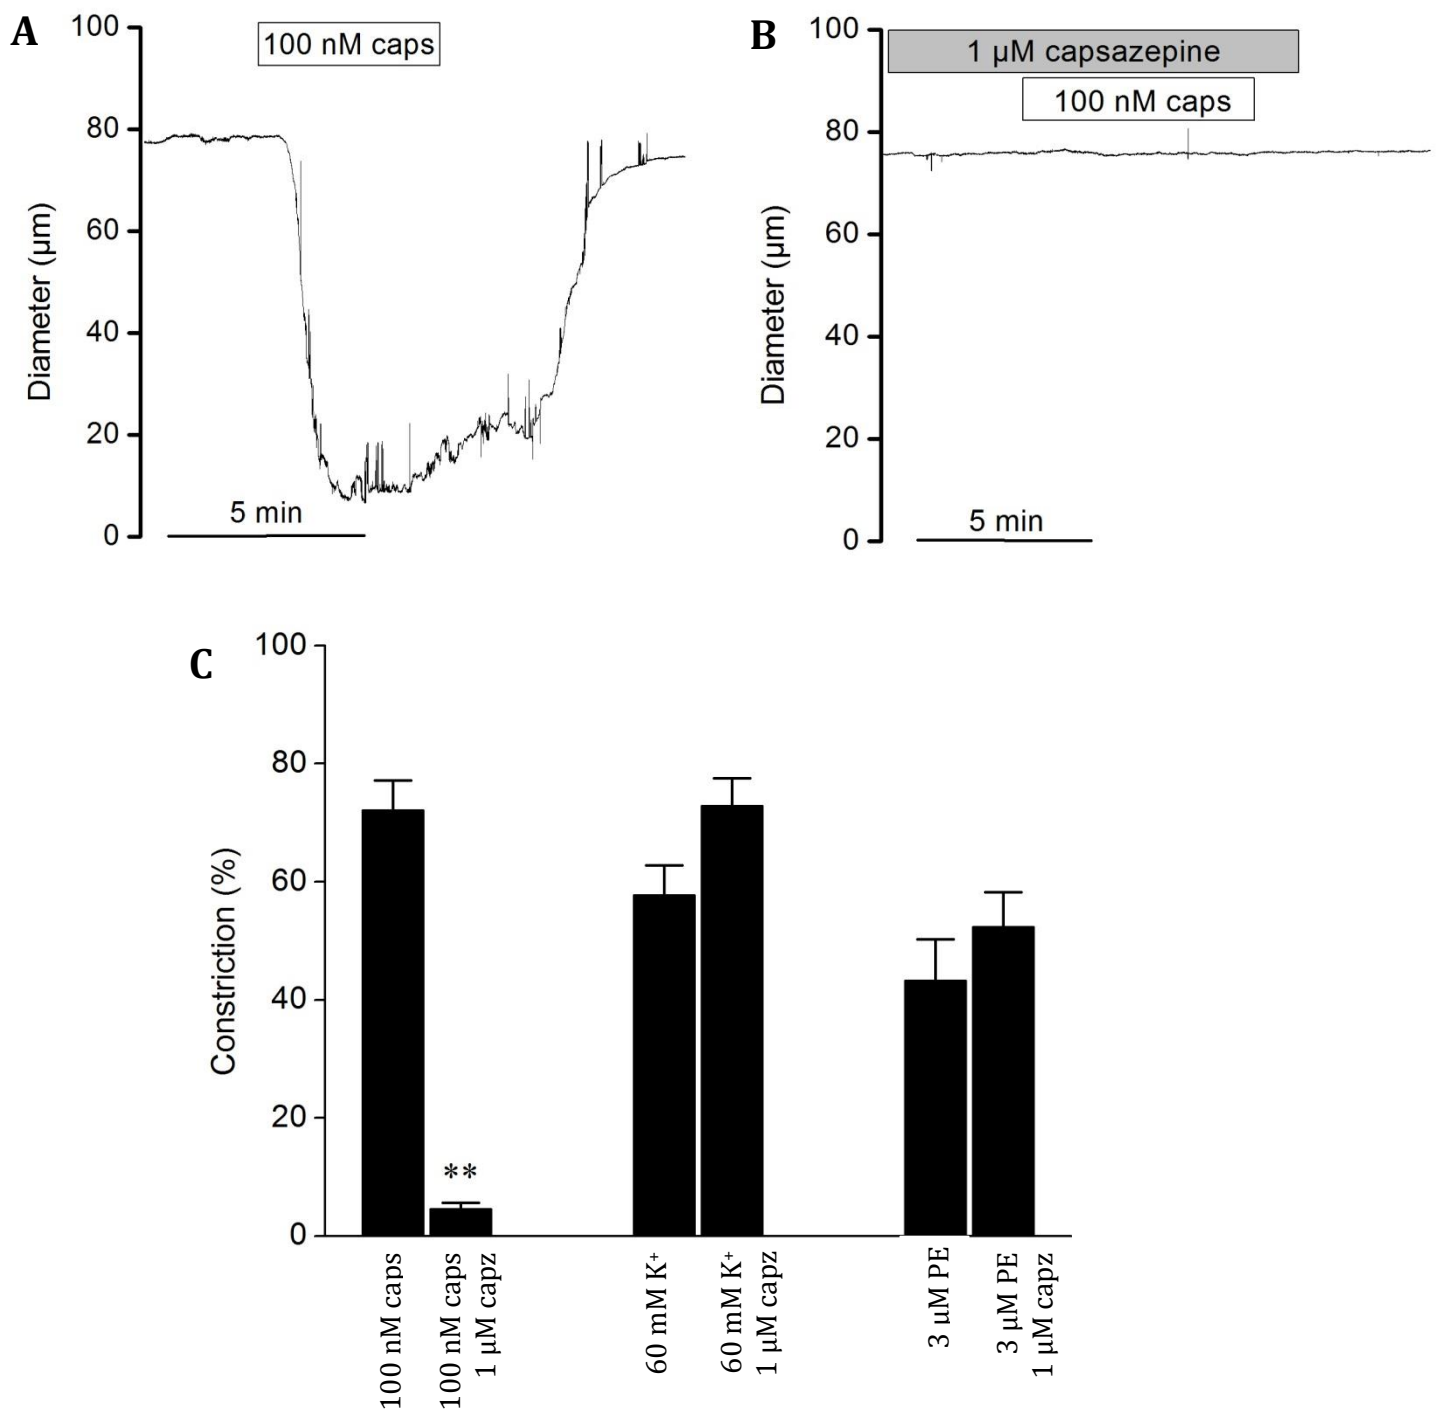 A
100
100 nM caps
80
60
40
20
0
Diameter (µm)
5 min
B
100
1 µM capsazepine
100 nM caps
80
60
40
20
0
Diameter (µm)
5 min
C
100
80
60
40
20
0
Constriction (%)
**
100 nM caps
100 nM caps
1 µM capz
60 mM K⁺
60 mM K⁺
1 µM capz
3 µM PE
3 µM PE
1 µM capz